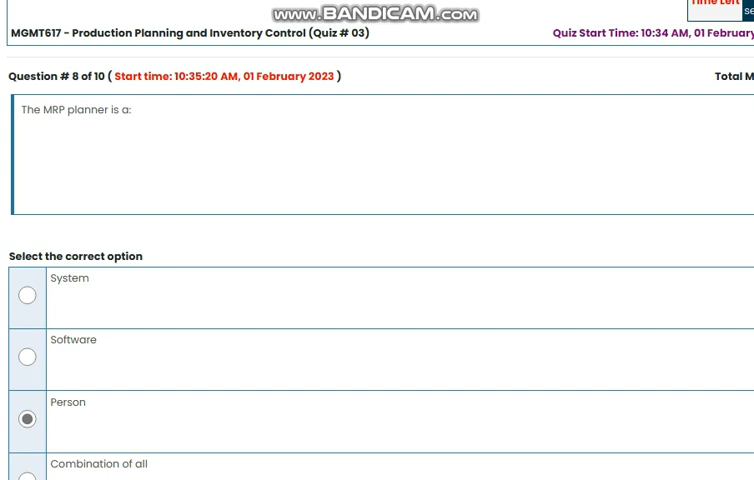 www.BANDICAM.com
Time Left
MGMT617 - Production Planning and Inventory Control (Quiz # 03)
Quiz Start Time: 10:34 AM, 01 February
Question # 8 of 10 ( Start time: 10:35:20 AM, 01 February 2023 )
Total M
The MRP planner is a:
Select the correct option
System
Software
Person
Combination of all